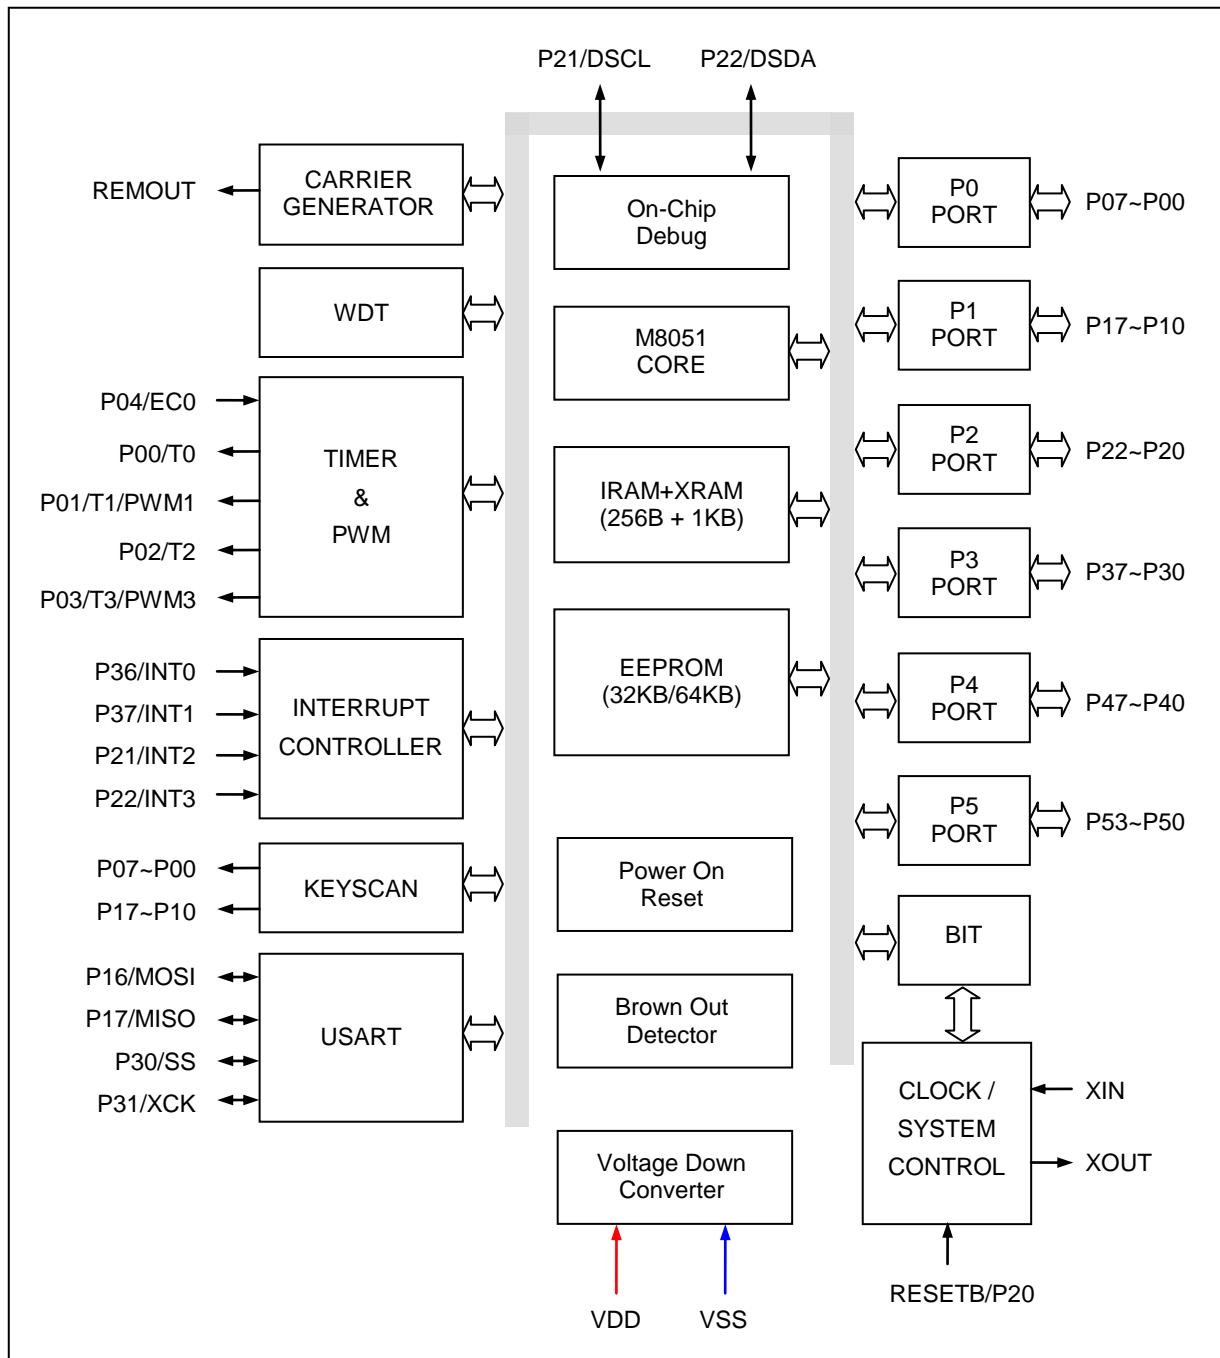 P21/DSCL
P22/DSDA
REMOUT
CARRIER
GENERATOR
WDT
P04/EC0
P00/T0
P01/T1/PWM1
P02/T2
P03/T3/PWM3
TIMER
&
PWM
P36/INT0
P37/INT1
P21/INT2
P22/INT3
INTERRUPT
CONTROLLER
P07~P00
P17~P10
KEYSCAN
P16/MOSI
P17/MISO
P30/SS
P31/XCK
USART
On-Chip
Debug
M8051
CORE
IRAM+XRAM
(256B + 1KB)
EEPROM
(32KB/64KB)
Power On
Reset
Brown Out
Detector
Voltage Down
Converter
VDD
VSS
P0
PORT
P07~P00
P1
PORT
P17~P10
P2
PORT
P22~P20
P3
PORT
P37~P30
P4
PORT
P47~P40
P5
PORT
P53~P50
BIT
CLOCK /
SYSTEM
CONTROL
XIN
XOUT
RESETB/P20